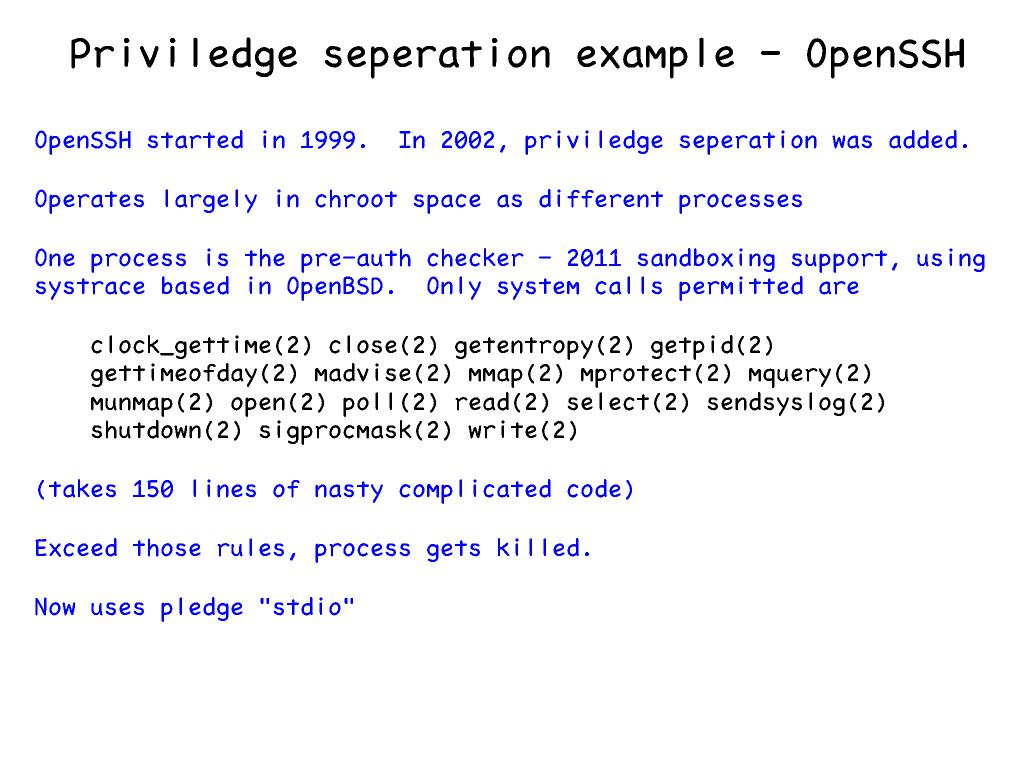 Priviledge seperation example - OpenSSH
OpenSSH started in 1999.  In 2002, priviledge seperation was added.
Operates largely in chroot space as different processes
One process is the pre-auth checker - 2011 sandboxing support, using
systrace based in OpenBSD.  Only system calls permitted are
clock_gettime(2) close(2) getentropy(2) getpid(2)
gettimeofday(2) madvise(2) mmap(2) mprotect(2) mquery(2)
munmap(2) open(2) poll(2) read(2) select(2) sendsyslog(2)
shutdown(2) sigprocmask(2) write(2)
(takes 150 lines of nasty complicated code)
Exceed those rules, process gets killed.
Now uses pledge "stdio"